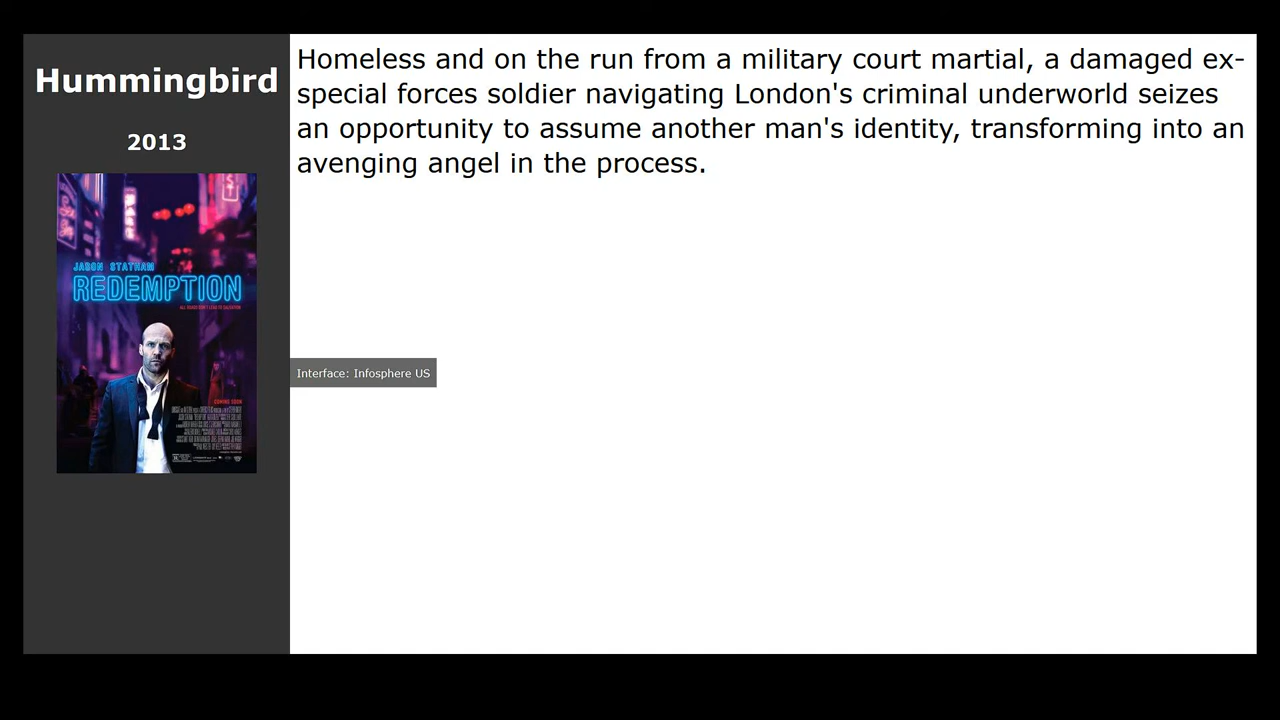 Hummingbird
2013
JASON STATHAM
REDEMPTION
COMING SOON
Homeless and on the run from a military court martial, a damaged ex-
special forces soldier navigating London's criminal underworld seizes
an opportunity to assume another man's identity, transforming into an
avenging angel in the process.
Interface: Infosphere US